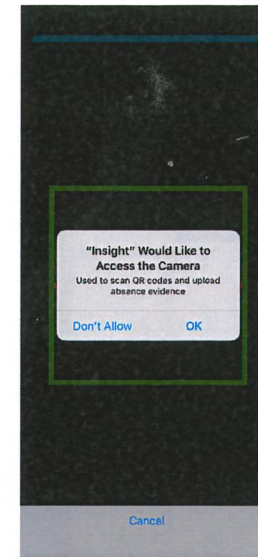 "Insight" Would Like to
Access the Camera
Used to scan QR codes and upload
absence evidence
Don't Allow
OK
Cancel